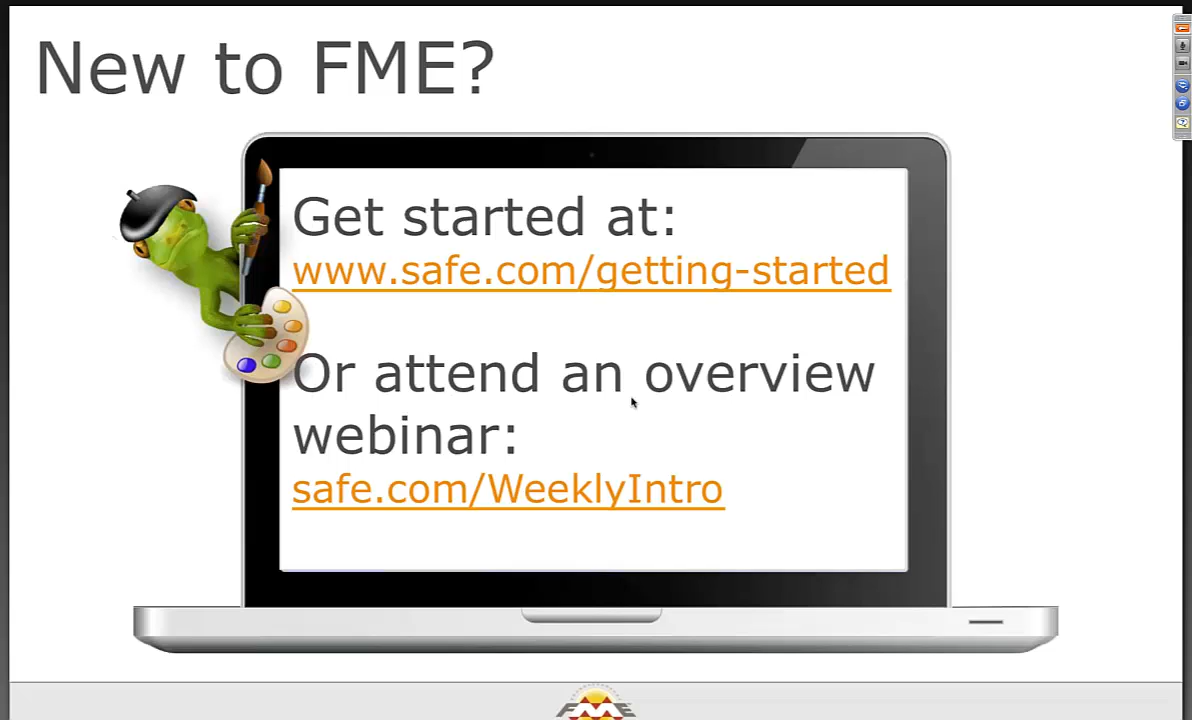 New to FME?
Get started at:
www.safe.com/getting-started
Or attend an overview
webinar:
safe.com/WeeklyIntro
FME